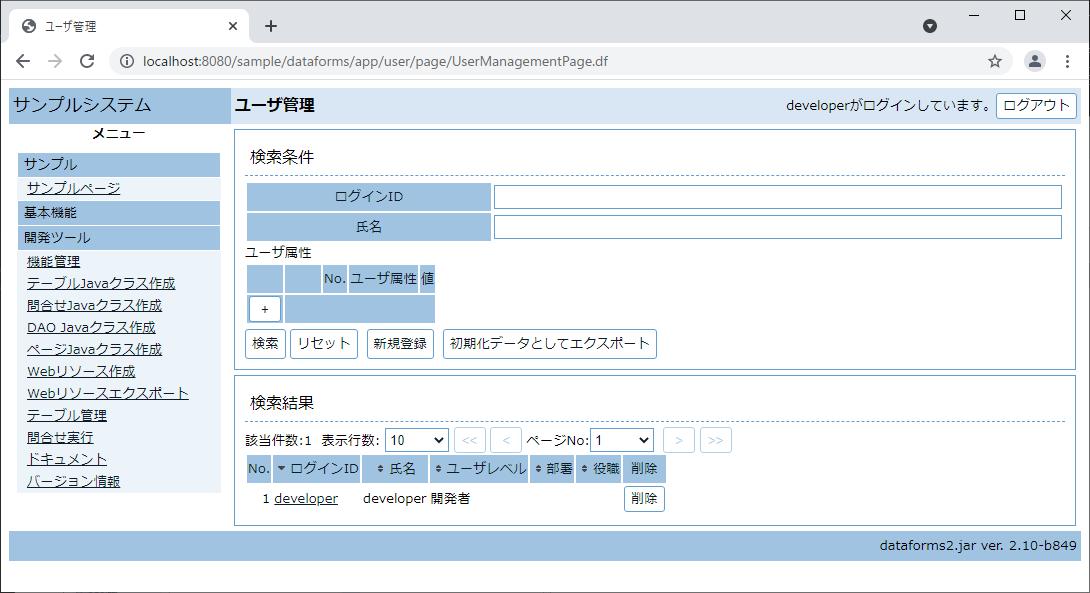 ユーザ管理
localhost:8080/sample/dataforms/app/user/page/UserManagementPage.df
サンプルシステム
ユーザ管理
developerがログインしています。 ログアウト
メニュー
サンプル
サンプルページ
基本機能
開発ツール
機能管理
テーブルJavaクラス作成
問合せJavaクラス作成
DAO Javaクラス作成
ページJavaクラス作成
Webリソース作成
Webリソースエクスポート
テーブル管理
問合せ実行
ドキュメント
バージョン情報
検索条件
ログインID
氏名
ユーザ属性
No. ユーザ属性 値
+
検索 リセット 新規登録 初期化データとしてエクスポート
検索結果
該当件数:1 表示行数: 10 << < ページNo: 1 > >>
No. ログインID 氏名 ユーザレベル 部署 役職 削除
1 developer developer 開発者 削除
dataforms2.jar ver. 2.10-b849